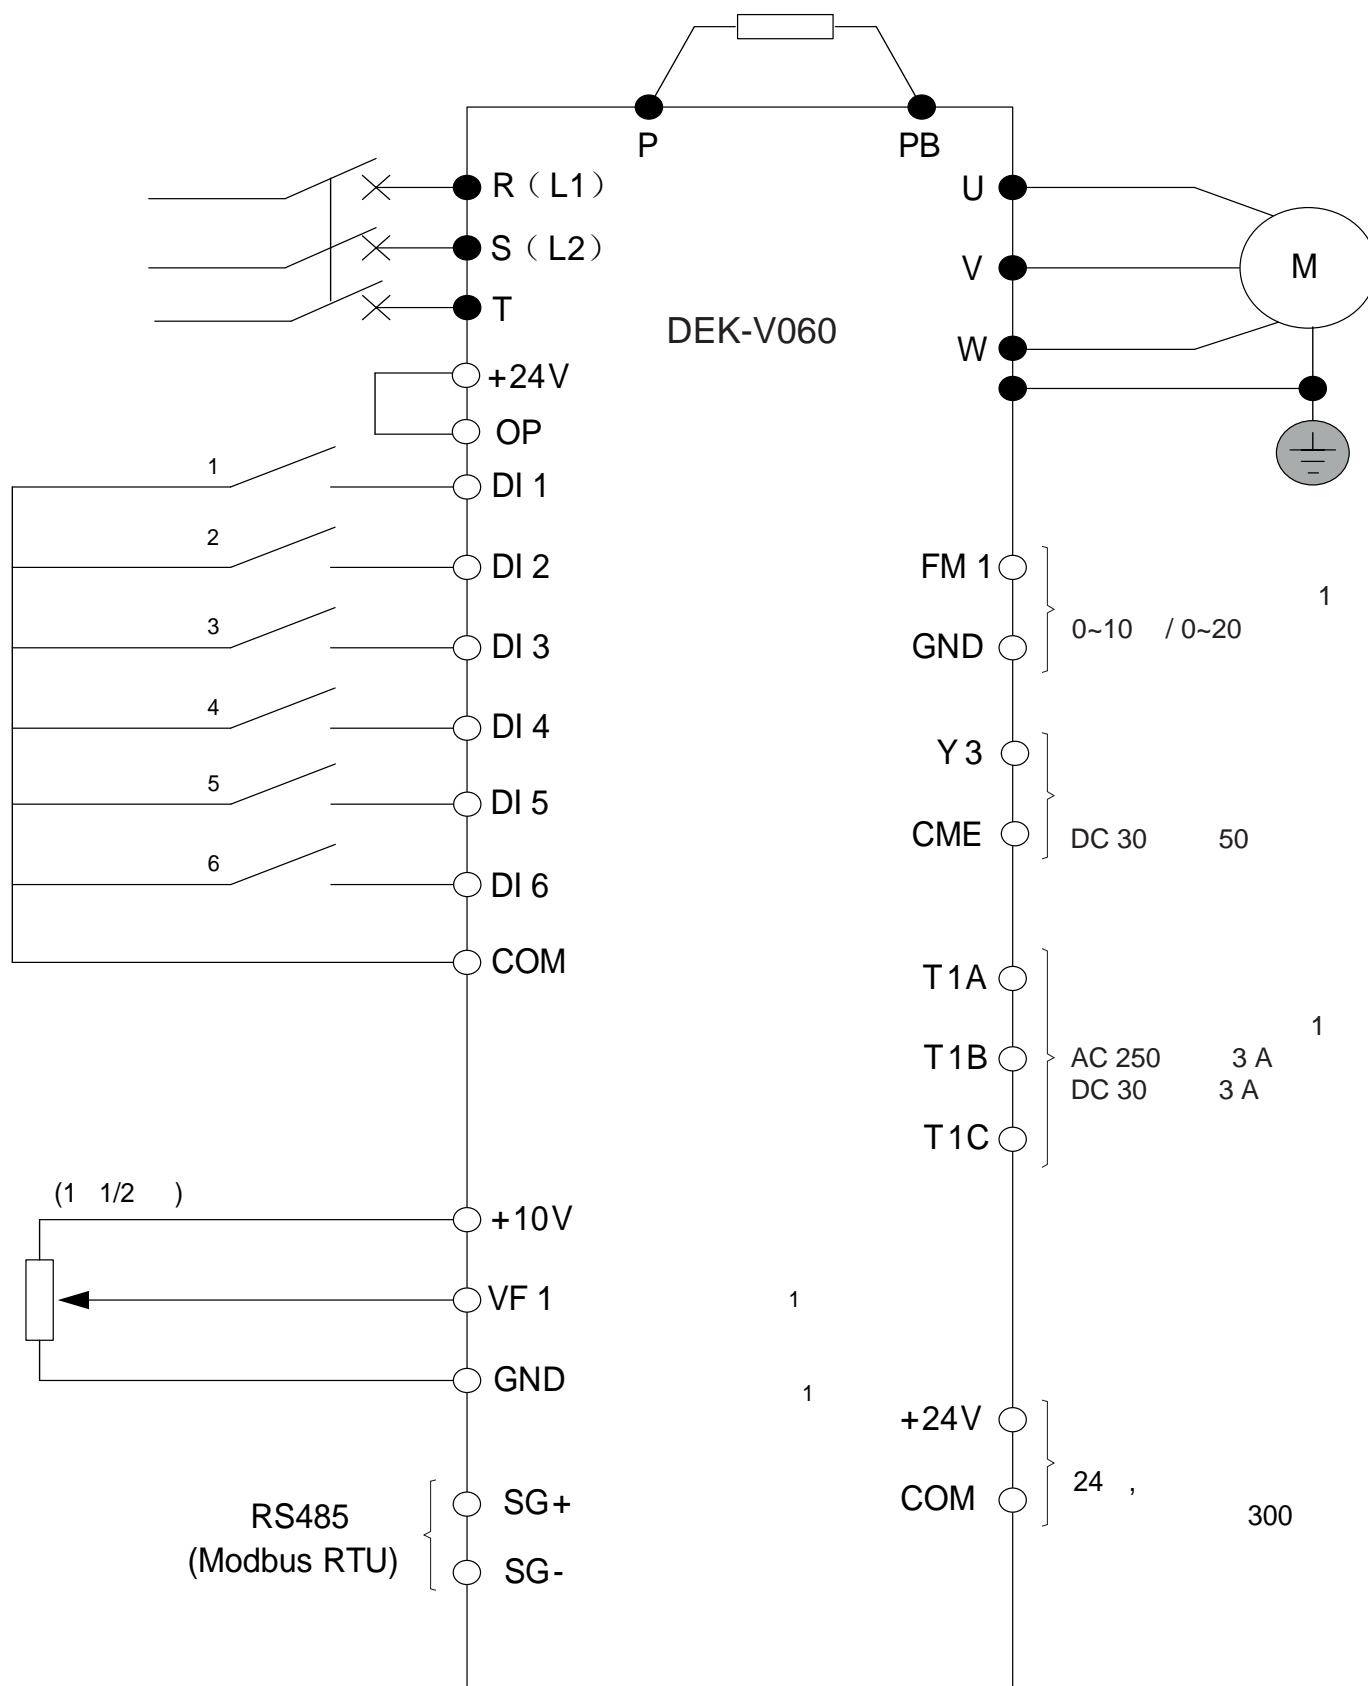 P
PB
R（L1）
U
S（L2）
V
M
T
DEK-V060
W
+24V
OP
1
DI 1
2
DI 2
FM 1
1
3
DI 3
GND
0~10 / 0~20
4
DI 4
Y 3
5
DI 5
CME
DC 30 50
6
DI 6
COM
T 1A
1
T 1B
AC 250 3 A
DC 30 3 A
T 1C
(1 1/2 )
+10V
VF 1
1
GND
1
+24V
24 ,
SG+
COM
300
RS485
(Modbus RTU)
SG-